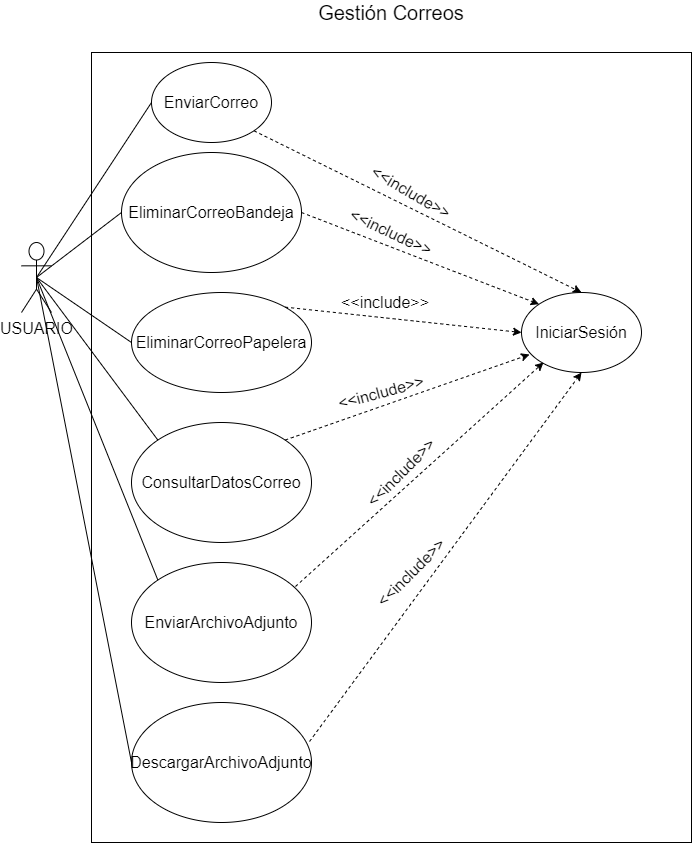 Gestión Correos
EnviarCorreo
<<include>>
EliminarCorreoBandeja
<<include>>
USUARIO
<<include>>
EliminarCorreoPapelera
IniciarSesión
<<include>>
ConsultarDatosCorreo
<<include>>
EnviarArchivoAdjunto
<<include>>
DescargarArchivoAdjunto